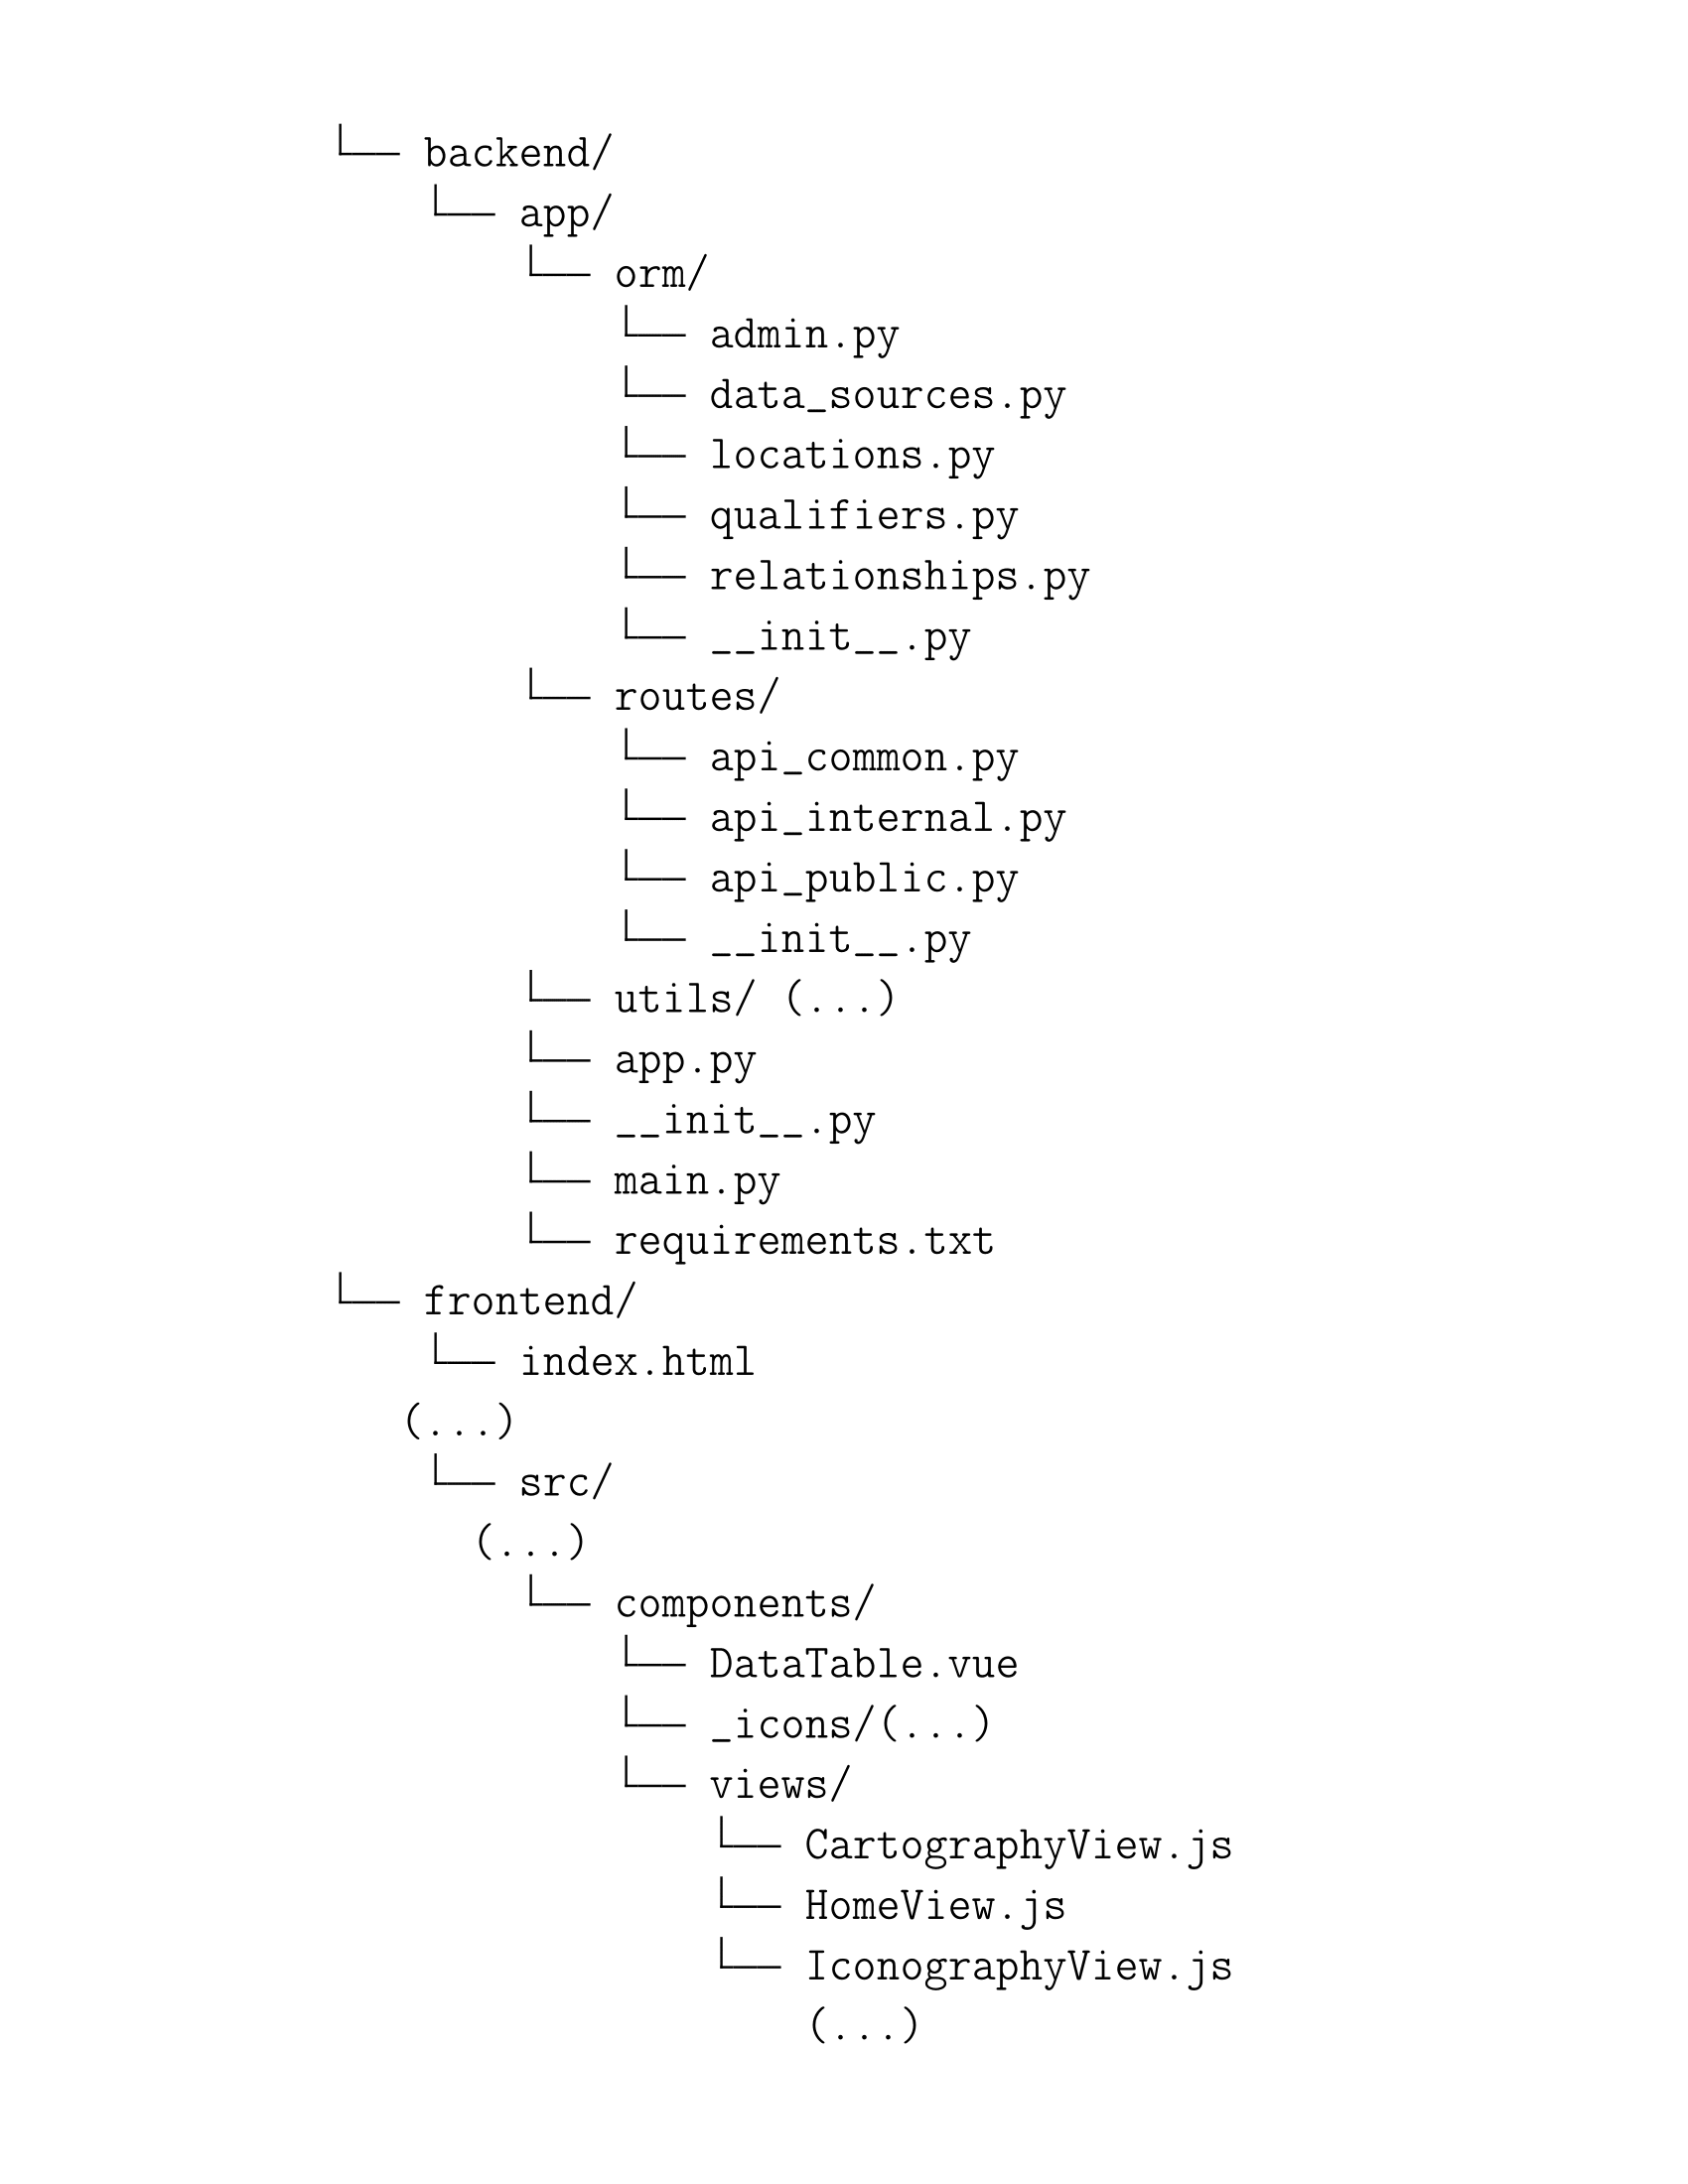 └── backend/
    └── app/
        └── orm/
            └── admin.py
            └── data_sources.py
            └── locations.py
            └── qualifiers.py
            └── relationships.py
            └── __init__.py
        └── routes/
            └── api_common.py
            └── api_internal.py
            └── api_public.py
            └── __init__.py
        └── utils/ (...)
        └── app.py
        └── __init__.py
        └── main.py
        └── requirements.txt
└── frontend/
    └── index.html
   (...)
    └── src/
      (...)
        └── components/
            └── DataTable.vue
            └── _icons/(...)
            └── views/
                └── CartographyView.js
                └── HomeView.js
                └── IconographyView.js
                    (...)